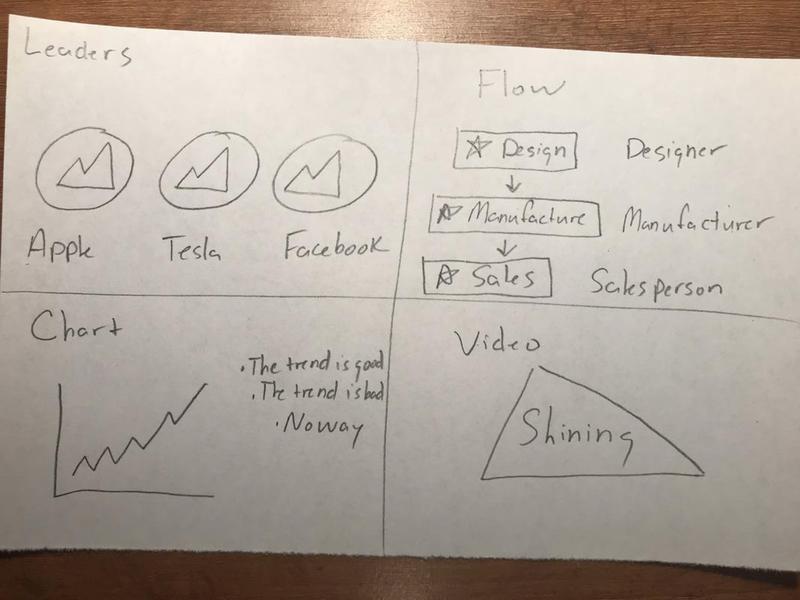 Leaders
Apple Tesla Facebook
Flow
Design Designer
Manufacture Manufacturer
Sales Salesperson
Chart
• The trend is good
• The trend is bad
• No way
Video
Shining